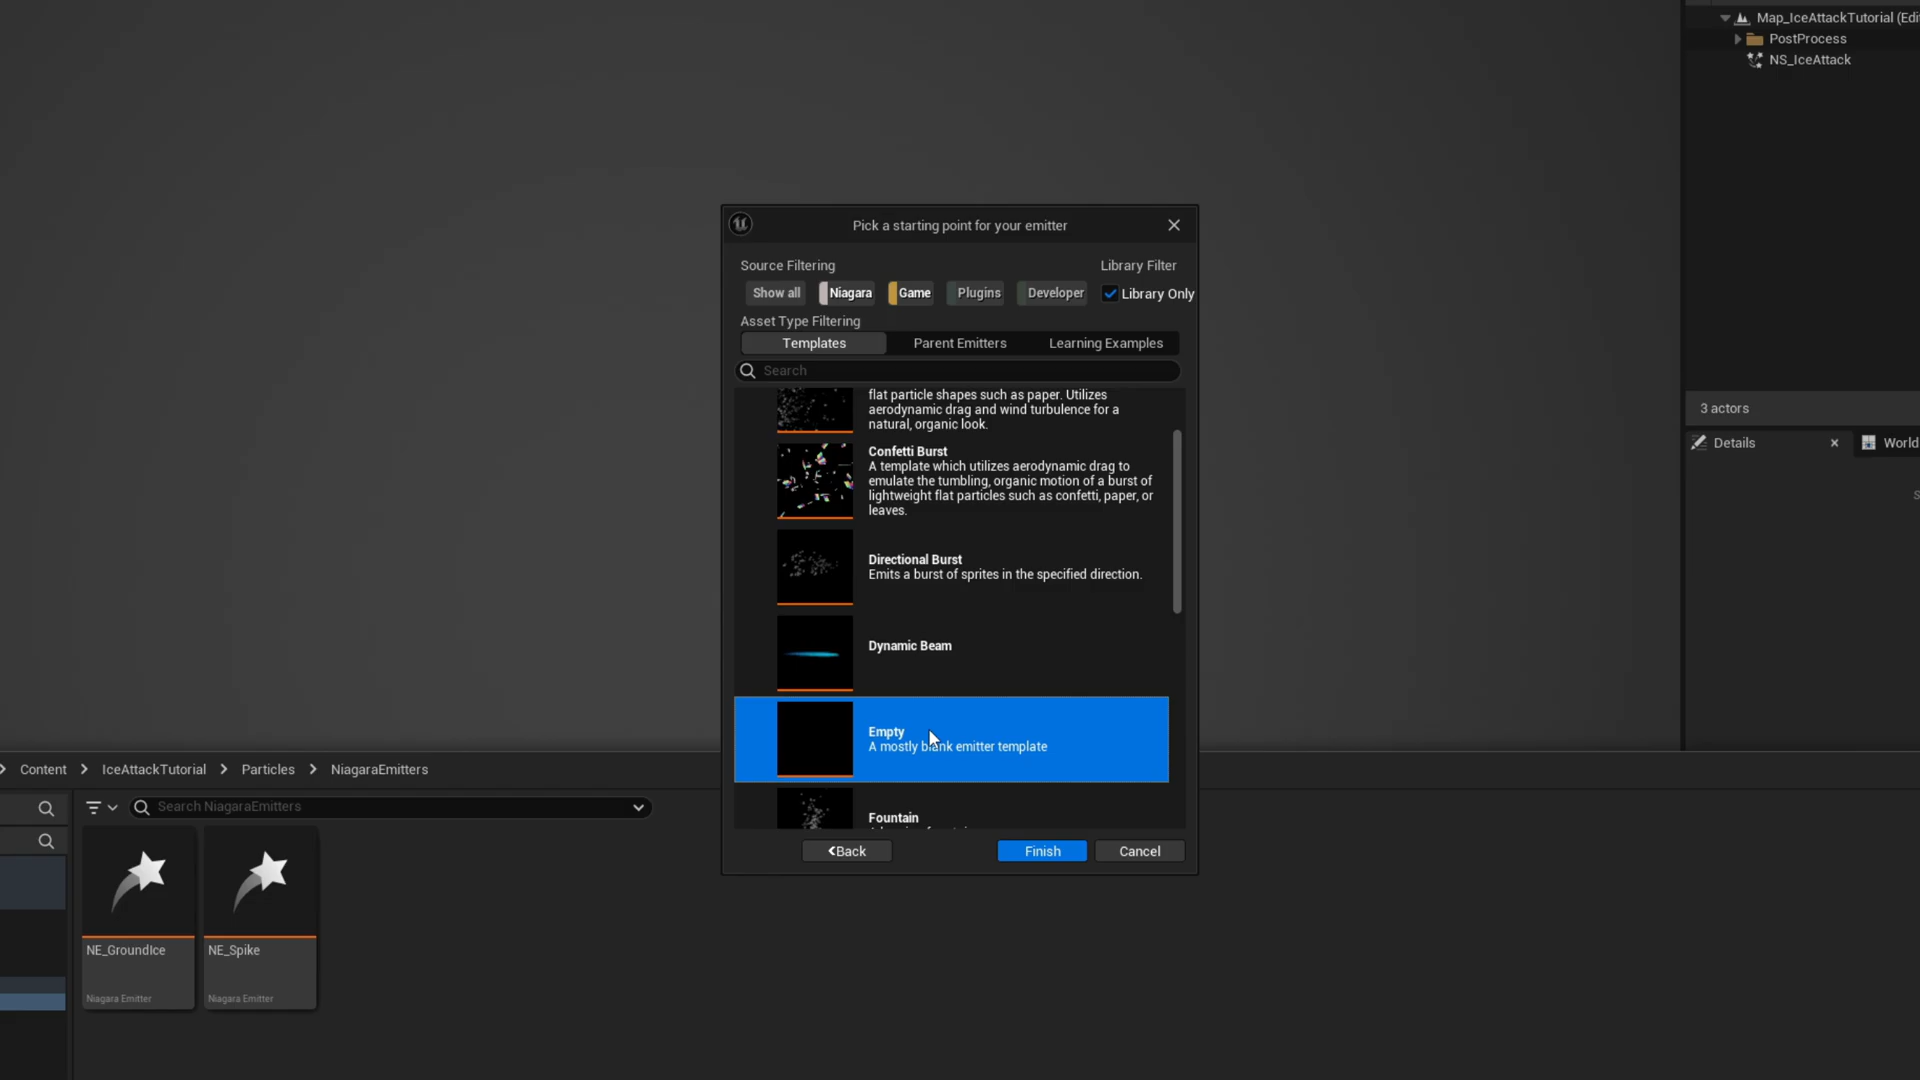 Map_IceAttackTutorial (Edi
PostProcess
NS_IceAttack
Pick a starting point for your emitter
Source Filtering
Library Filter
Show all
Niagara
Game
Plugins
Developer
Library Only
Asset Type Filtering
Templates
Parent Emitters
Learning Examples
Search
flat particle shapes such as paper. Utilizes
aerodynamic drag and wind turbulence for a
natural, organic look.
Confetti Burst
A template which utilizes aerodynamic drag to
emulate the tumbling, organic motion of a burst of
lightweight flat particles such as confetti, paper, or
leaves.
Directional Burst
Emits a burst of sprites in the specified direction.
Dynamic Beam
Empty
A mostly blank emitter template
Fountain
<Back
Finish
Cancel
3 actors
Details
World
Content > IceAttackTutorial > Particles > NiagaraEmitters
Search NiagaraEmitters
NE_GroundIce
Niagara Emitter
NE_Spike
Niagara Emitter